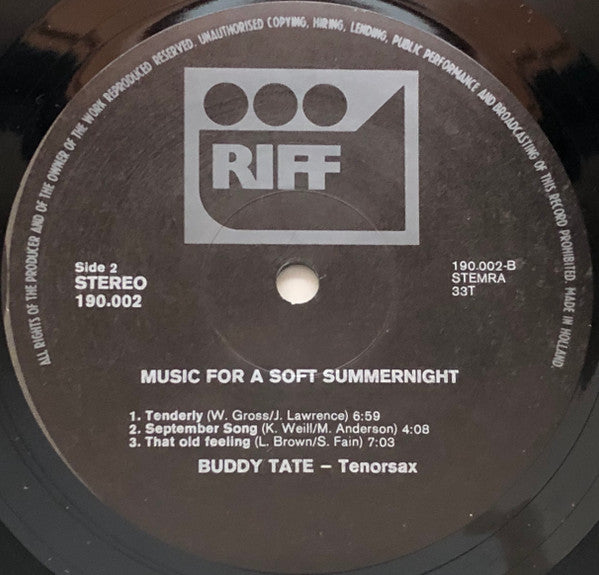 ALL RIGHTS OF THE PRODUCER AND OF THE OWNER OF THE WORK REPRODUCED RESERVED. UNAUTHORISED COPYING, HIRING, LENDING, PUBLIC PERFORMANCE AND BROADCASTING OF THIS RECORD PROHIBITED. MADE IN HOLLAND.
RIFF
Side 2
STEREO
190.002
190.002-B
STEMRA
33T
MUSIC FOR A SOFT SUMMERNIGHT
1. Tenderly (W. Gross/J. Lawrence) 6:59
2. September Song (K. Weill/M. Anderson) 4:08
3. That old feeling (L. Brown/S. Fain) 7:03
BUDDY TATE – Tenorsax